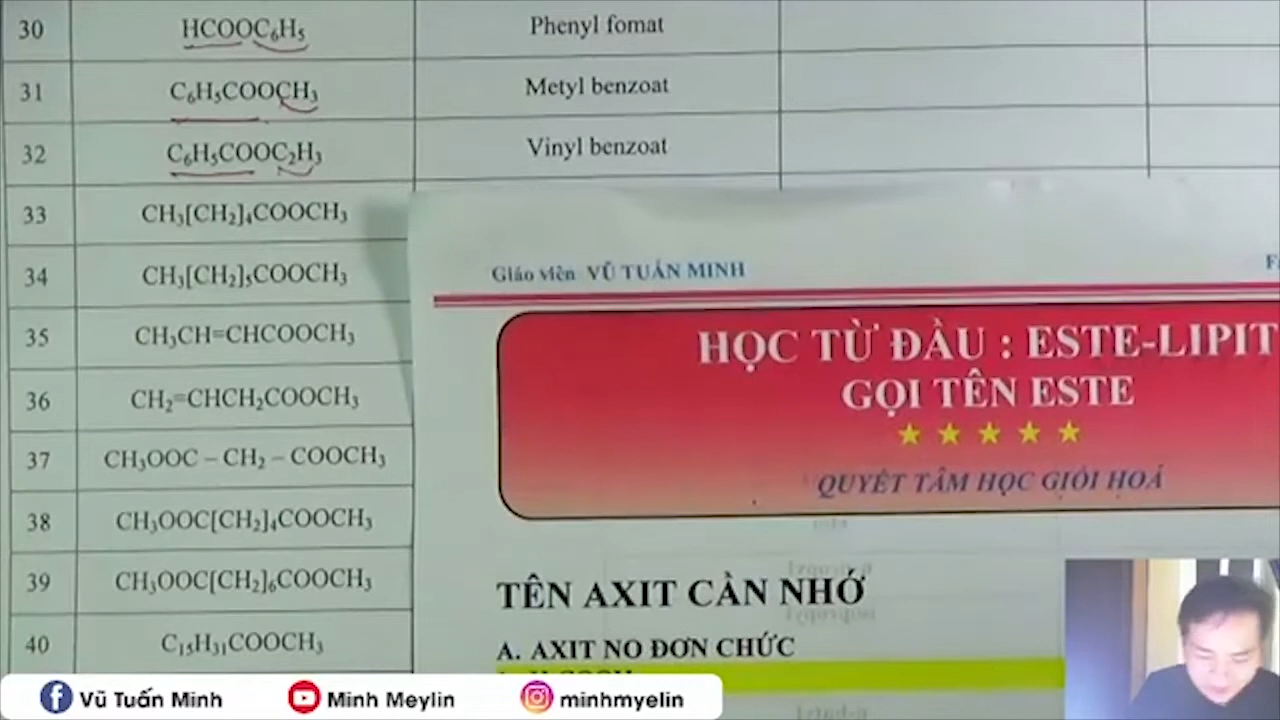 30 HCOOC₆H₅ Phenyl fomat
31 C₆H₅COOCH₃ Metyl benzoat
32 C₆H₅COOC₂H₃ Vinyl benzoat
33 CH₃[CH₂]₄COOCH₃
34 CH₃[CH₂]₅COOCH₃
35 CH₃CH=CHCOOCH₃
36 CH₂=CHCH₂COOCH₃
37 CH₃OOC – CH₂ – COOCH₃
38 CH₃OOC[CH₂]₄COOCH₃
39 CH₃OOC[CH₂]₆COOCH₃
40 C₁₅H₃₁COOCH₃
Giáo viên VŨ TUẤN MINH
HỌC TỪ ĐẦU : ESTE-LIPIT
GỌI TÊN ESTE
QUYẾT TÂM HỌC GIỎI HOÁ
TÊN AXIT CẦN NHỚ
A. AXIT NO ĐƠN CHỨC
Vũ Tuấn Minh Minh Meylin minhmyelin